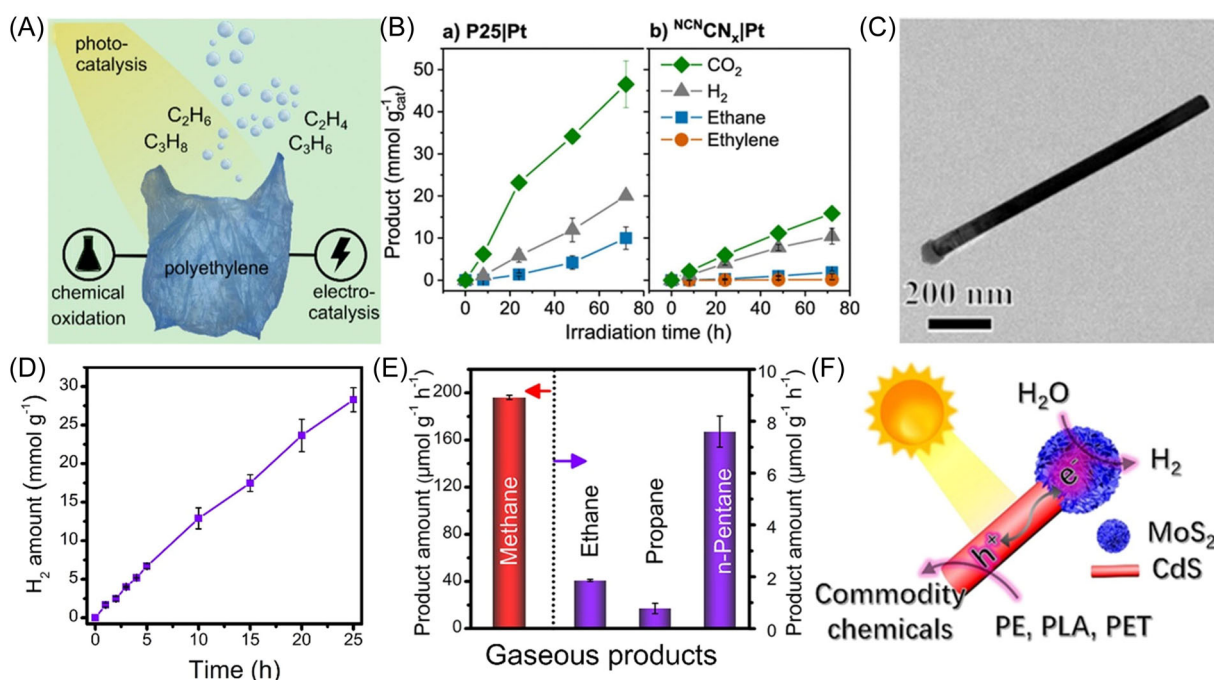 (A)
photo-
catalysis
C₂H₆
C₃H₈
C₂H₄
C₃H₆
polyethylene
chemical
oxidation
electro-
catalysis
(B)
a) P25|Pt
b) ᴺᶜᴺCNₓ|Pt
CO₂
H₂
Ethane
Ethylene
Product (mmol g⁻¹cat)
50
40
30
20
10
0
0 20 40 60 80
0 20 40 60 80
Irradiation time (h)
(C)
200 nm
(D)
H₂ amount (mmol g⁻¹)
30
25
20
15
10
5
0
0 5 10 15 20 25
Time (h)
(E)
Product amount (μmol g⁻¹ h⁻¹)
200
160
120
80
40
0
Methane
Ethane
Propane
n-Pentane
10
8
6
4
2
0
Product amount (μmol g⁻¹ h⁻¹)
Gaseous products
(F)
H₂O
H₂
e⁻
h⁺
MoS₂
CdS
Commodity
chemicals
PE, PLA, PET